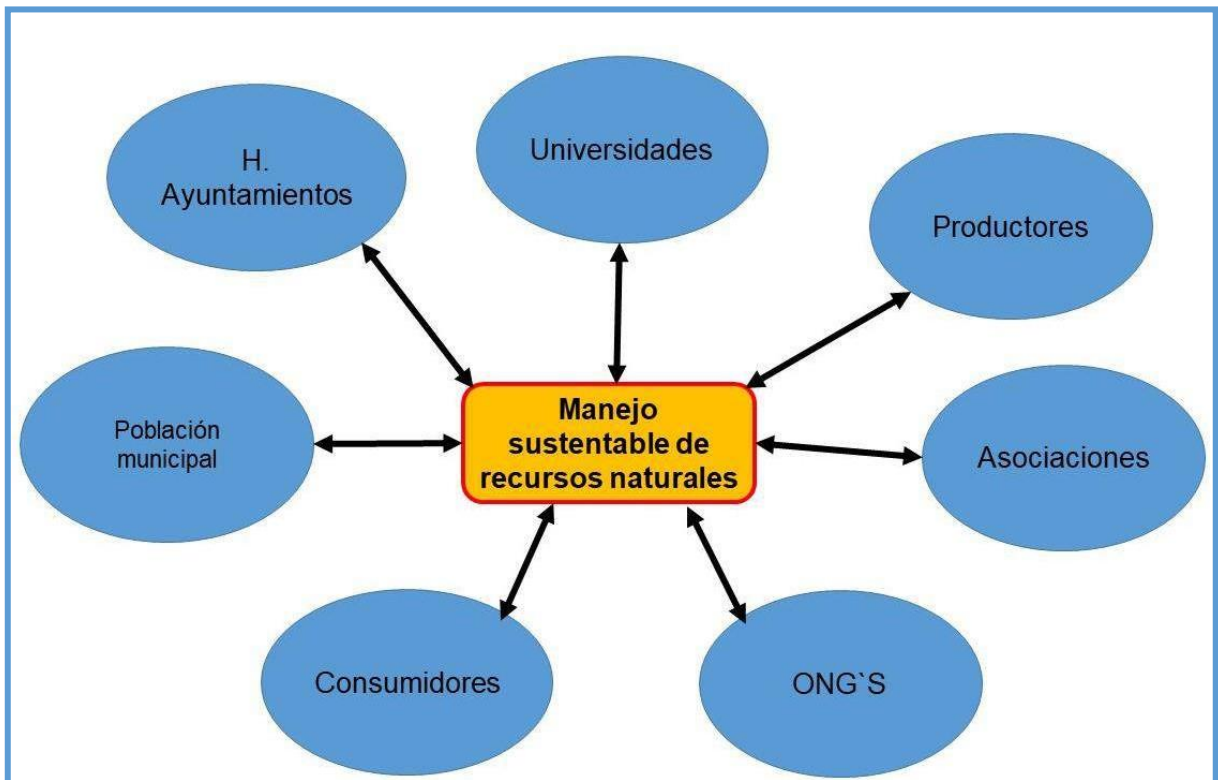 Universidades
H.
Ayuntamientos
Productores
Manejo
sustentable de
recursos naturales
Población
municipal
Asociaciones
Consumidores
ONG`S